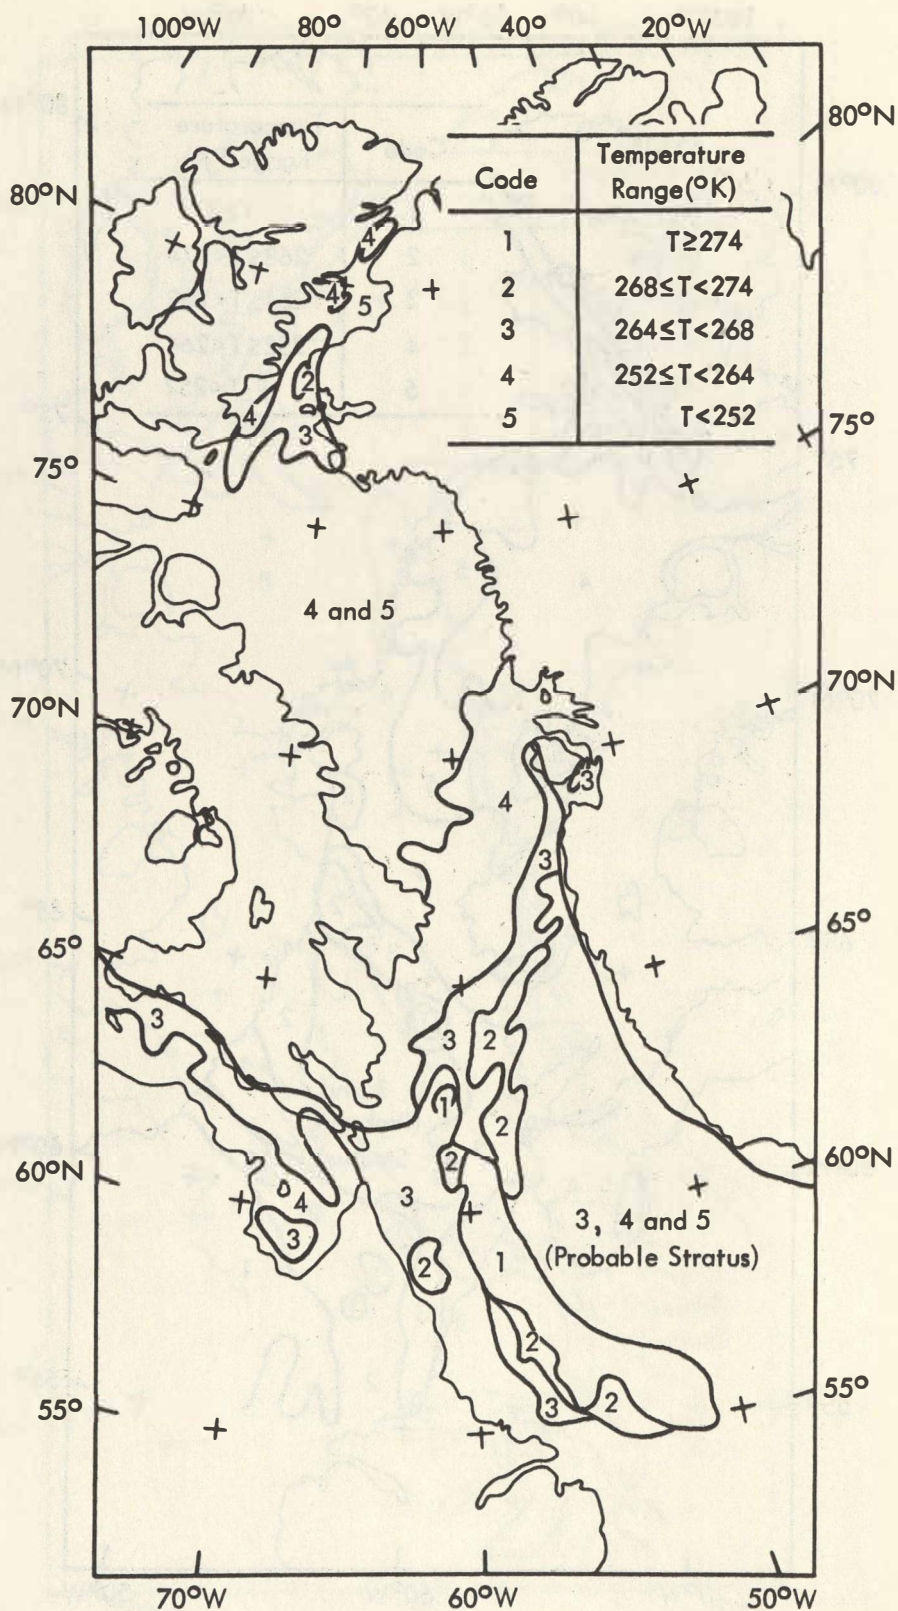 100°W 80° 60°W 40° 20°W
80°N
80°N
Code Temperature Range(°K)
1 T≥274
2 268≤T<274
3 264≤T<268
4 252≤T<264
5 T<252
4
4
5
2
4
3
75°
75°
4 and 5
70°N
70°N
3
4
3
65°
65°
3
3
2
1
2
60°N
60°N
2
3
4
3
3, 4 and 5
(Probable Stratus)
2
1
2
55°
55°
3
2
70°W 60°W 50°W